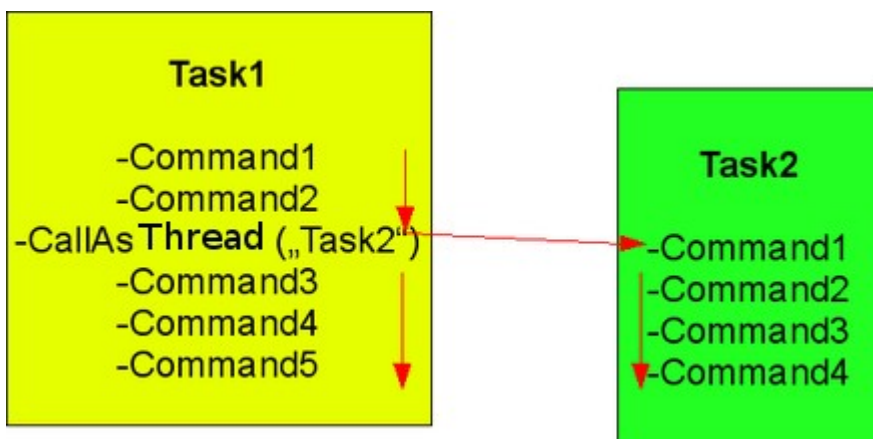 Task1
-Command1
-Command2
-CallAs Thread („Task2“)
-Command3
-Command4
-Command5
Task2
-Command1
-Command2
-Command3
-Command4